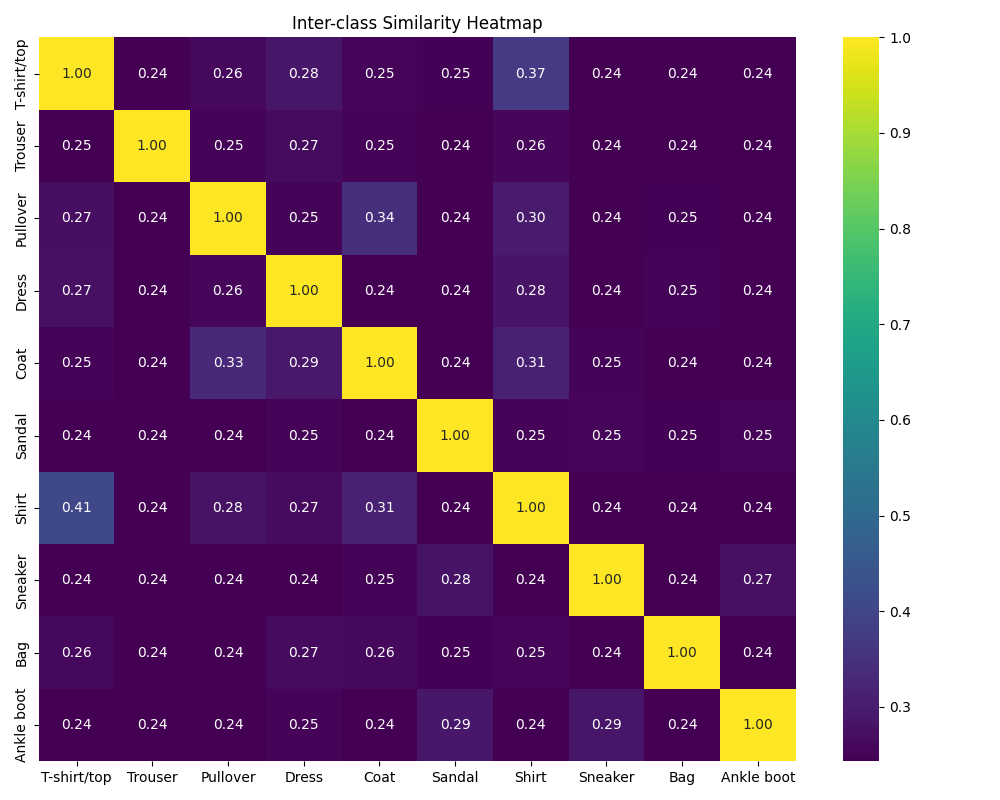 Inter-class Similarity Heatmap
T-shirt/top 1.00 0.24 0.26 0.28 0.25 0.25 0.37 0.24 0.24 0.24
Trouser 0.25 1.00 0.25 0.27 0.25 0.24 0.26 0.24 0.24 0.24
Pullover 0.27 0.24 1.00 0.25 0.34 0.24 0.30 0.24 0.25 0.24
Dress 0.27 0.24 0.26 1.00 0.24 0.24 0.28 0.24 0.25 0.24
Coat 0.25 0.24 0.33 0.29 1.00 0.24 0.31 0.25 0.24 0.24
Sandal 0.24 0.24 0.24 0.25 0.24 1.00 0.25 0.25 0.25 0.25
Shirt 0.41 0.24 0.28 0.27 0.31 0.24 1.00 0.24 0.24 0.24
Sneaker 0.24 0.24 0.24 0.24 0.25 0.28 0.24 1.00 0.24 0.27
Bag 0.26 0.24 0.24 0.27 0.26 0.25 0.25 0.24 1.00 0.24
Ankle boot 0.24 0.24 0.24 0.25 0.24 0.29 0.24 0.29 0.24 1.00
T-shirt/top Trouser Pullover Dress Coat Sandal Shirt Sneaker Bag Ankle boot
1.0
0.9
0.8
0.7
0.6
0.5
0.4
0.3